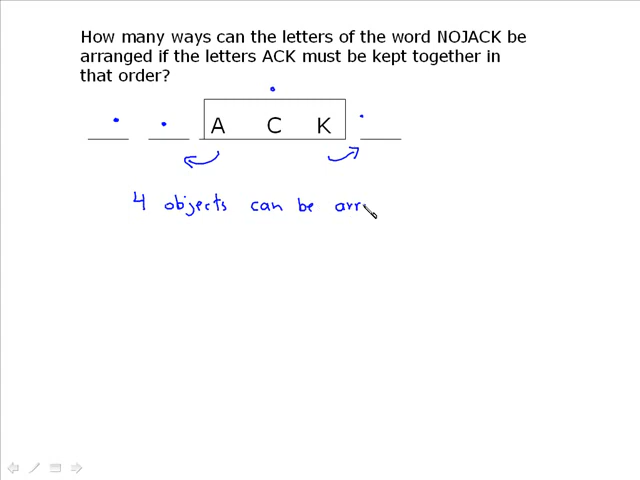 How many ways can the letters of the word NOJACK be
arranged if the letters ACK must be kept together in
that order?
A C K
4 objects can be arr